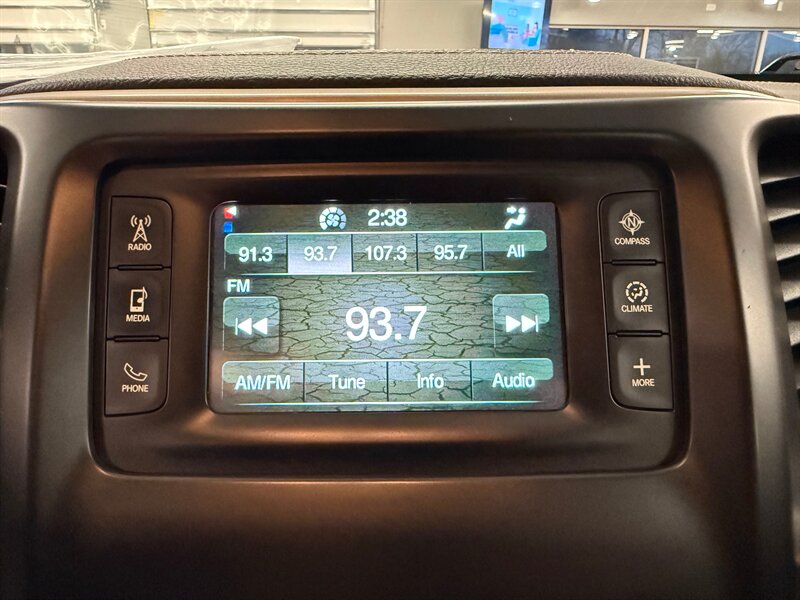 2:38
91.3 93.7 107.3 95.7 All
FM
93.7
AM/FM Tune Info Audio
RADIO
MEDIA
PHONE
N
COMPASS
CLIMATE
MORE